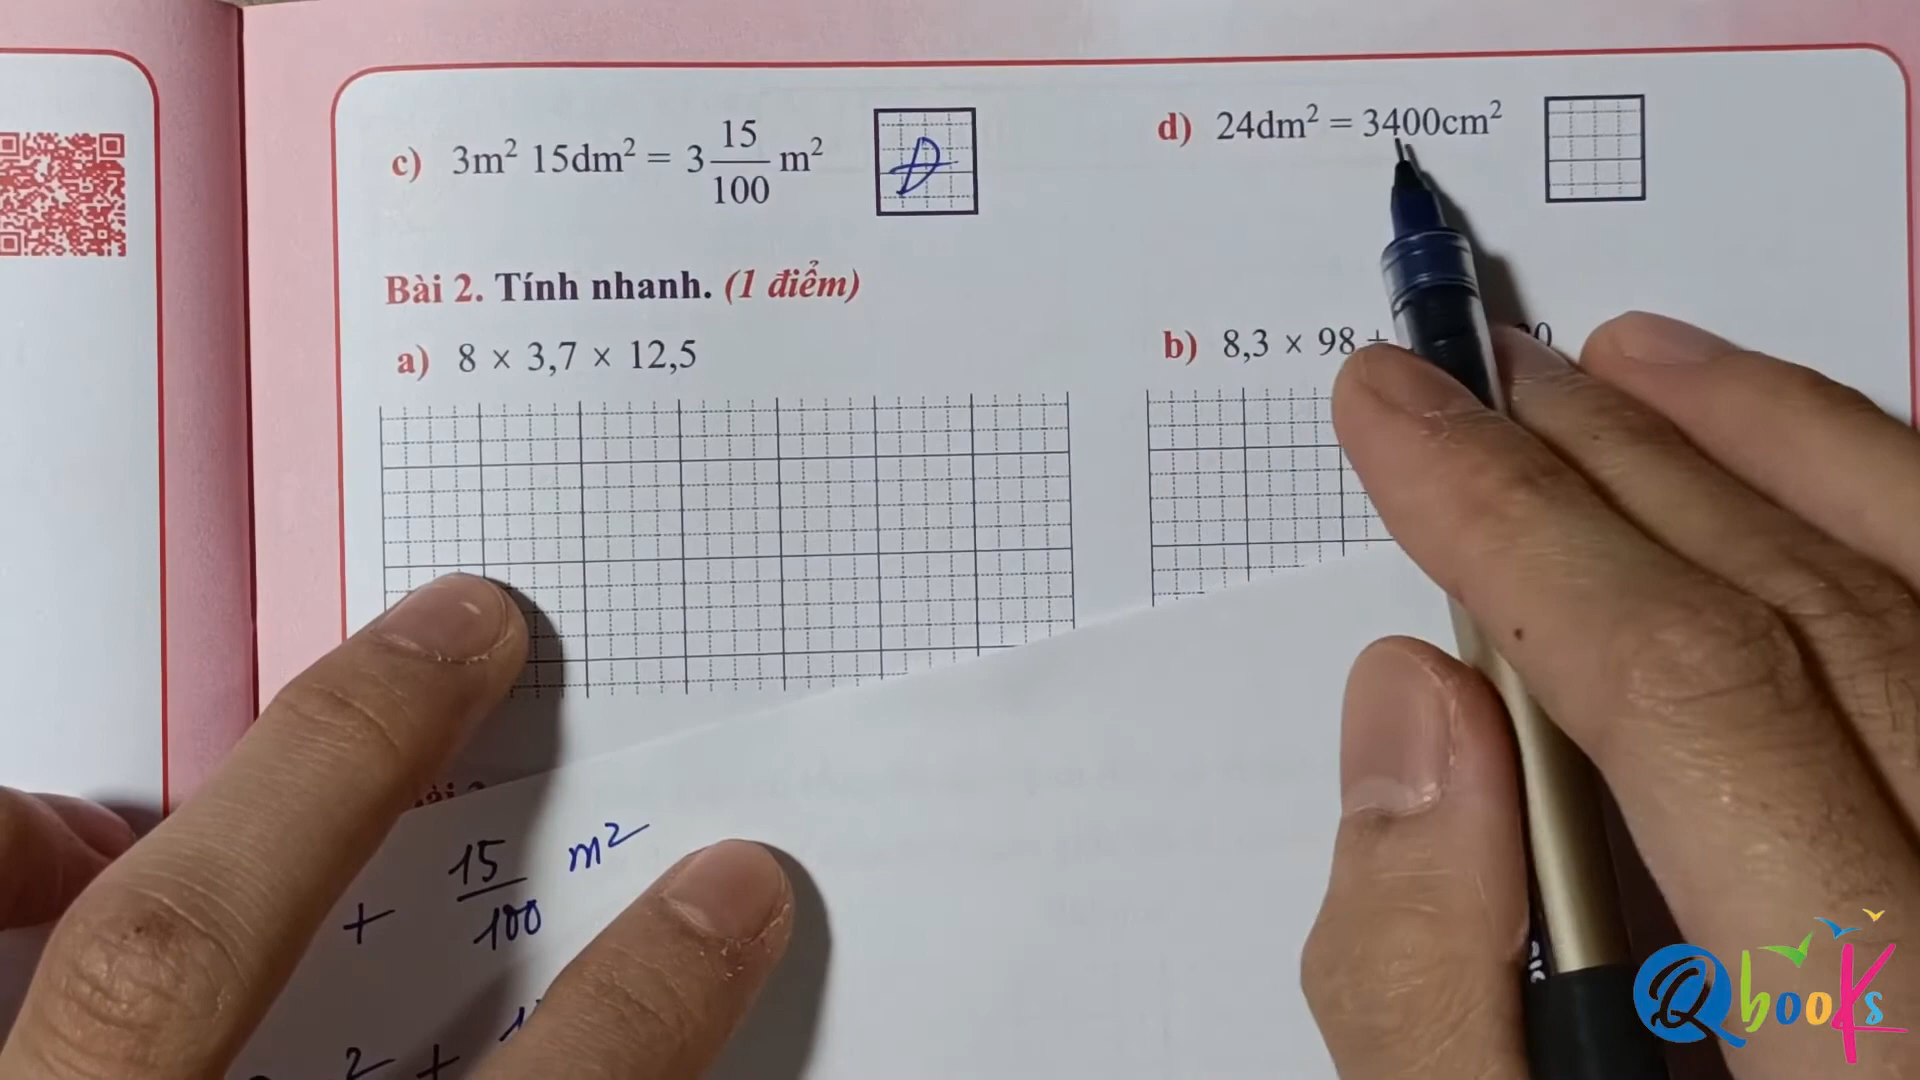 c) 3m² 15dm² = 3 15/100 m² Đ
d) 24dm² = 3400cm²
Bài 2. Tính nhanh. (1 điểm)
a) 8 × 3,7 × 12,5
b) 8,3 × 98 +
+ 15/100 m²
2 +
Qbooks